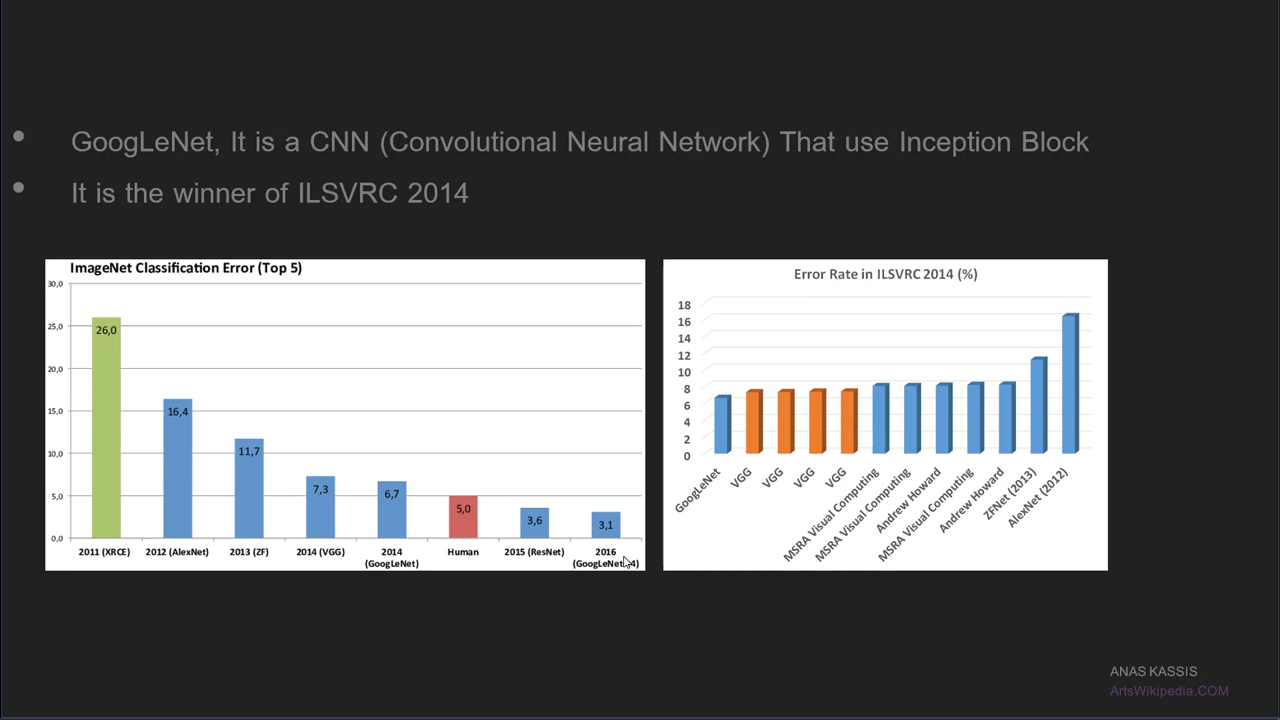 • GoogLeNet, It is a CNN (Convolutional Neural Network) That use Inception Block
• It is the winner of ILSVRC 2014
ImageNet Classification Error (Top 5)
30,0
25,0
20,0
15,0
10,0
5,0
0,0
26,0
16,4
11,7
7,3
6,7
5,0
3,6
3,1
2011 (XRCE)
2012 (AlexNet)
2013 (ZF)
2014 (VGG)
2014
(GoogLeNet)
Human
2015 (ResNet)
2016
Error Rate in ILSVRC 2014 (%)
18
16
14
12
10
8
6
4
2
0
GoogLeNet
VGG
VGG
VGG
VGG
MSRA Visual Computing
MSRA Visual Computing
Andrew Howard
MSRA Visual Computing
Andrew Howard
ZFNet (2013)
AlexNet (2012)
ANAS KASSIS
ArtsWikipedia.COM